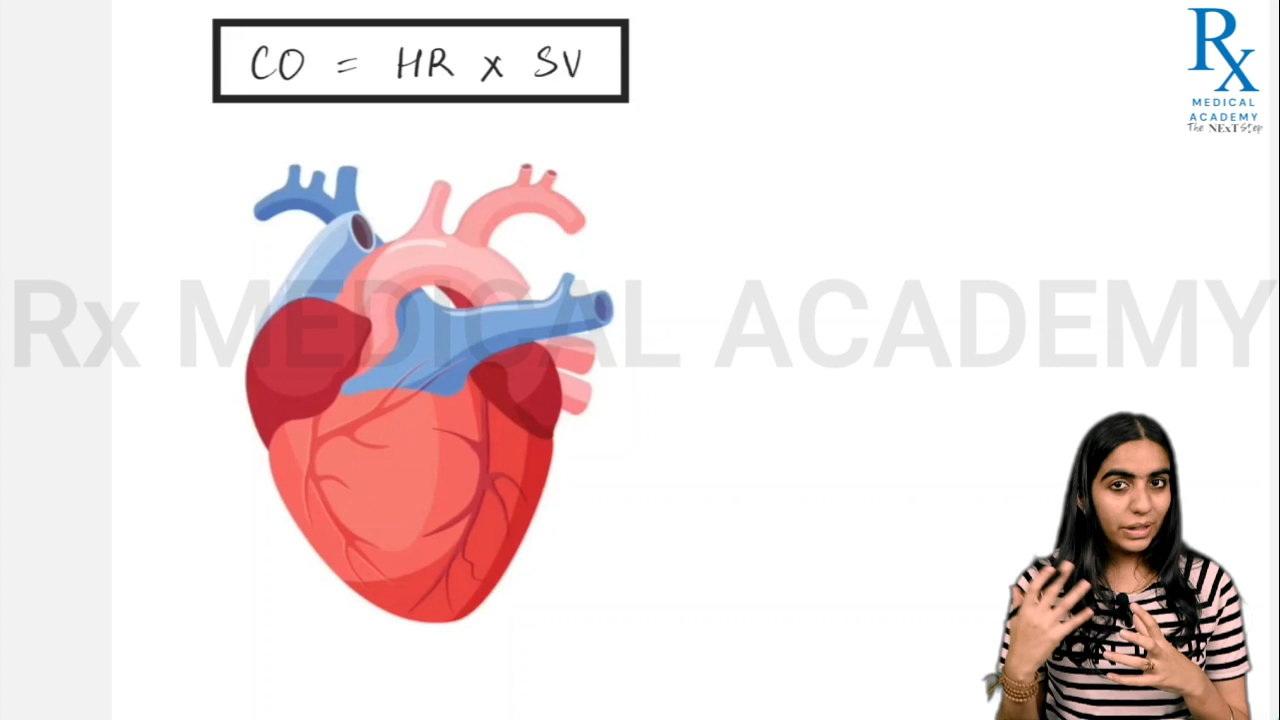 CO = HR x SV
Rx
MEDICAL
ACADEMY
The NExT Step
Rx MEDICAL ACADEMY